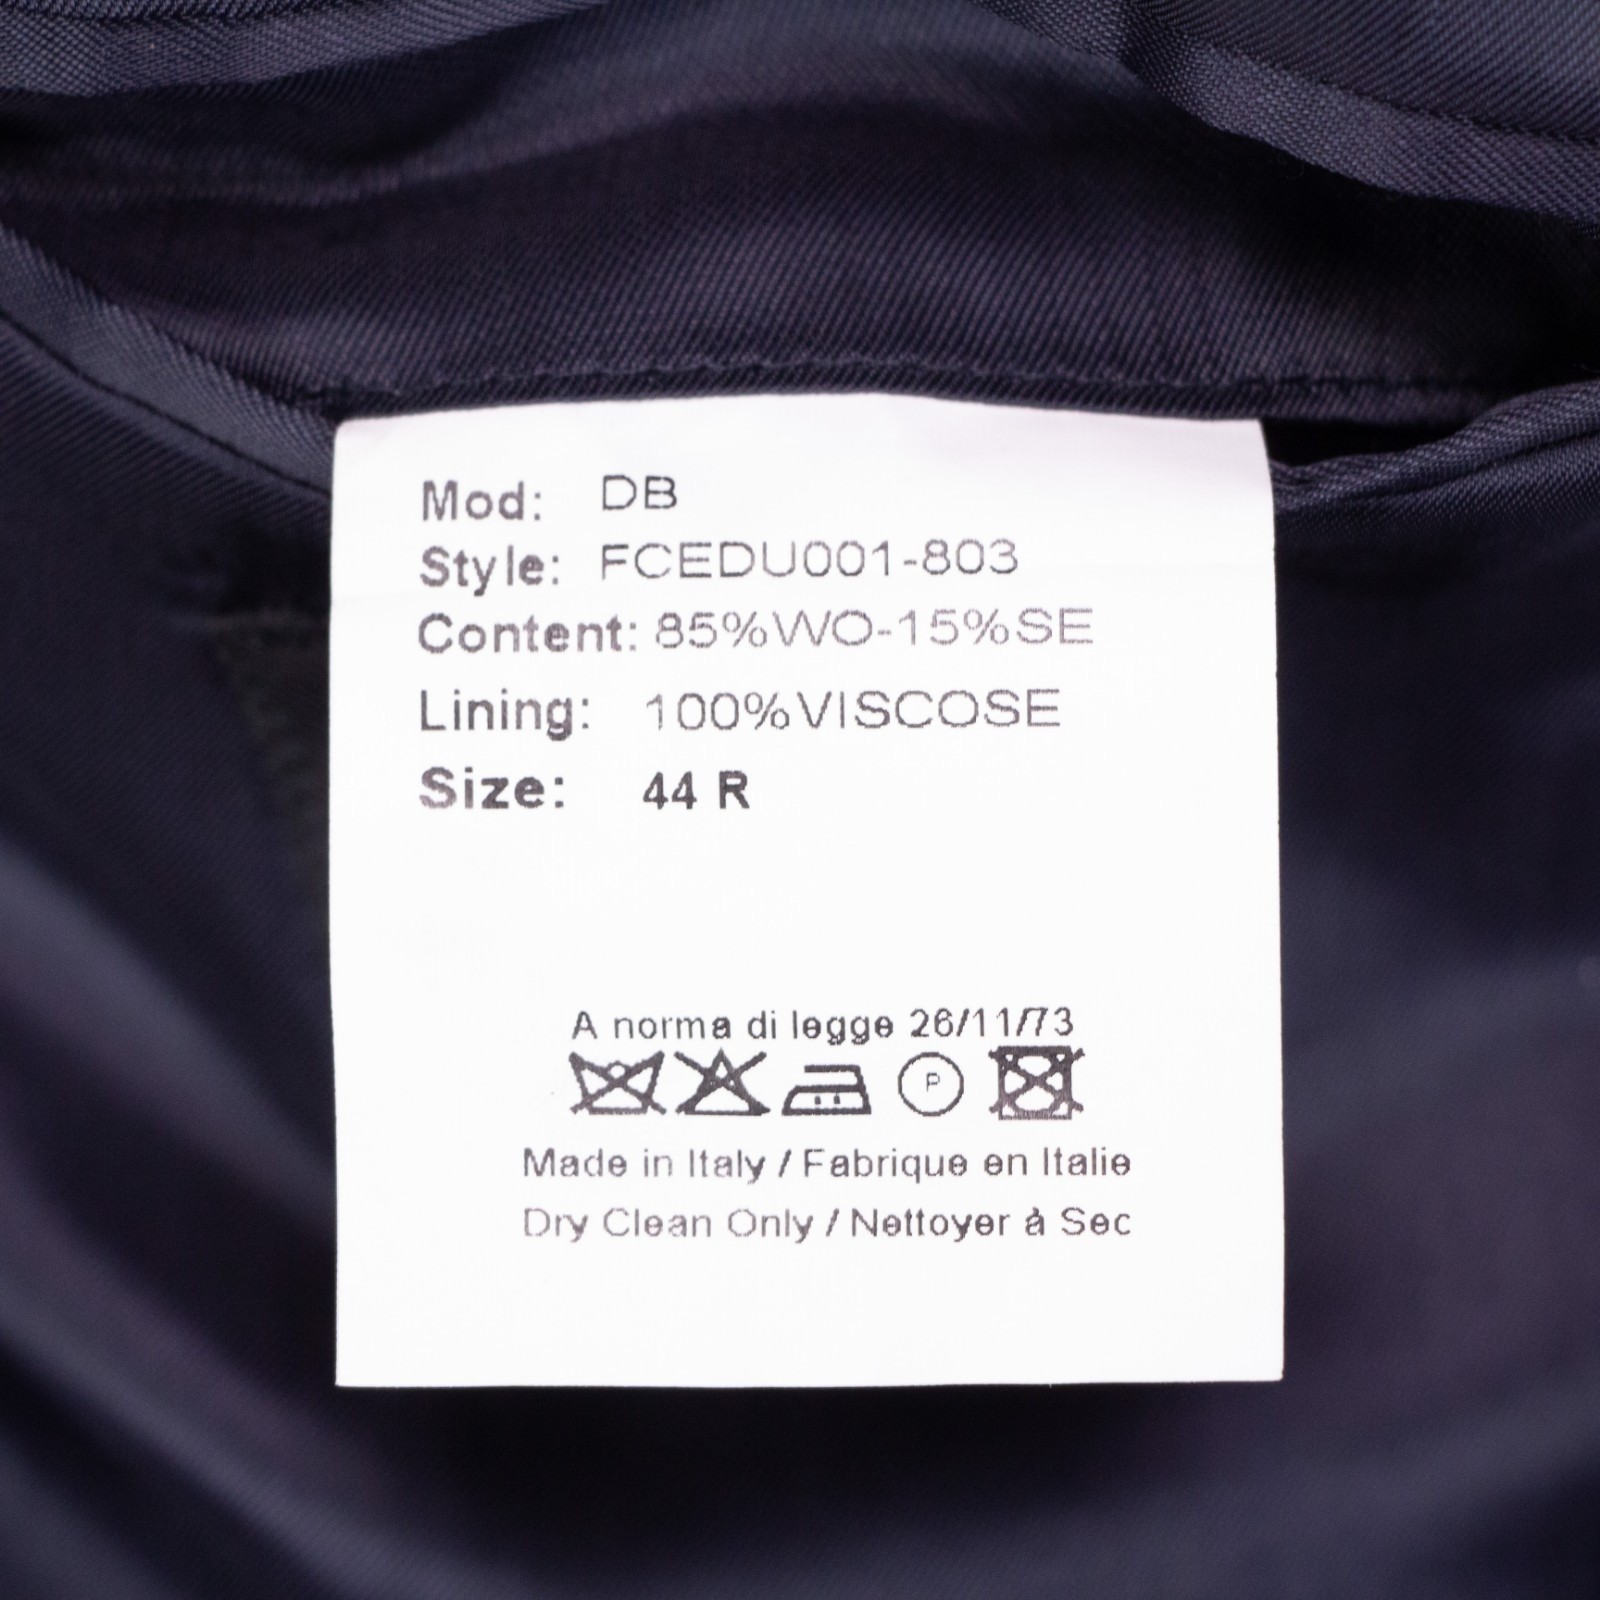 Mod: DB
Style: FCEDU001-803
Content: 85%WO-15%SE
Lining: 100%VISCOSE
Size: 44 R
A norma di legge 26/11/73
P
Made in Italy / Fabrique en Italie
Dry Clean Only / Nettoyer à Sec